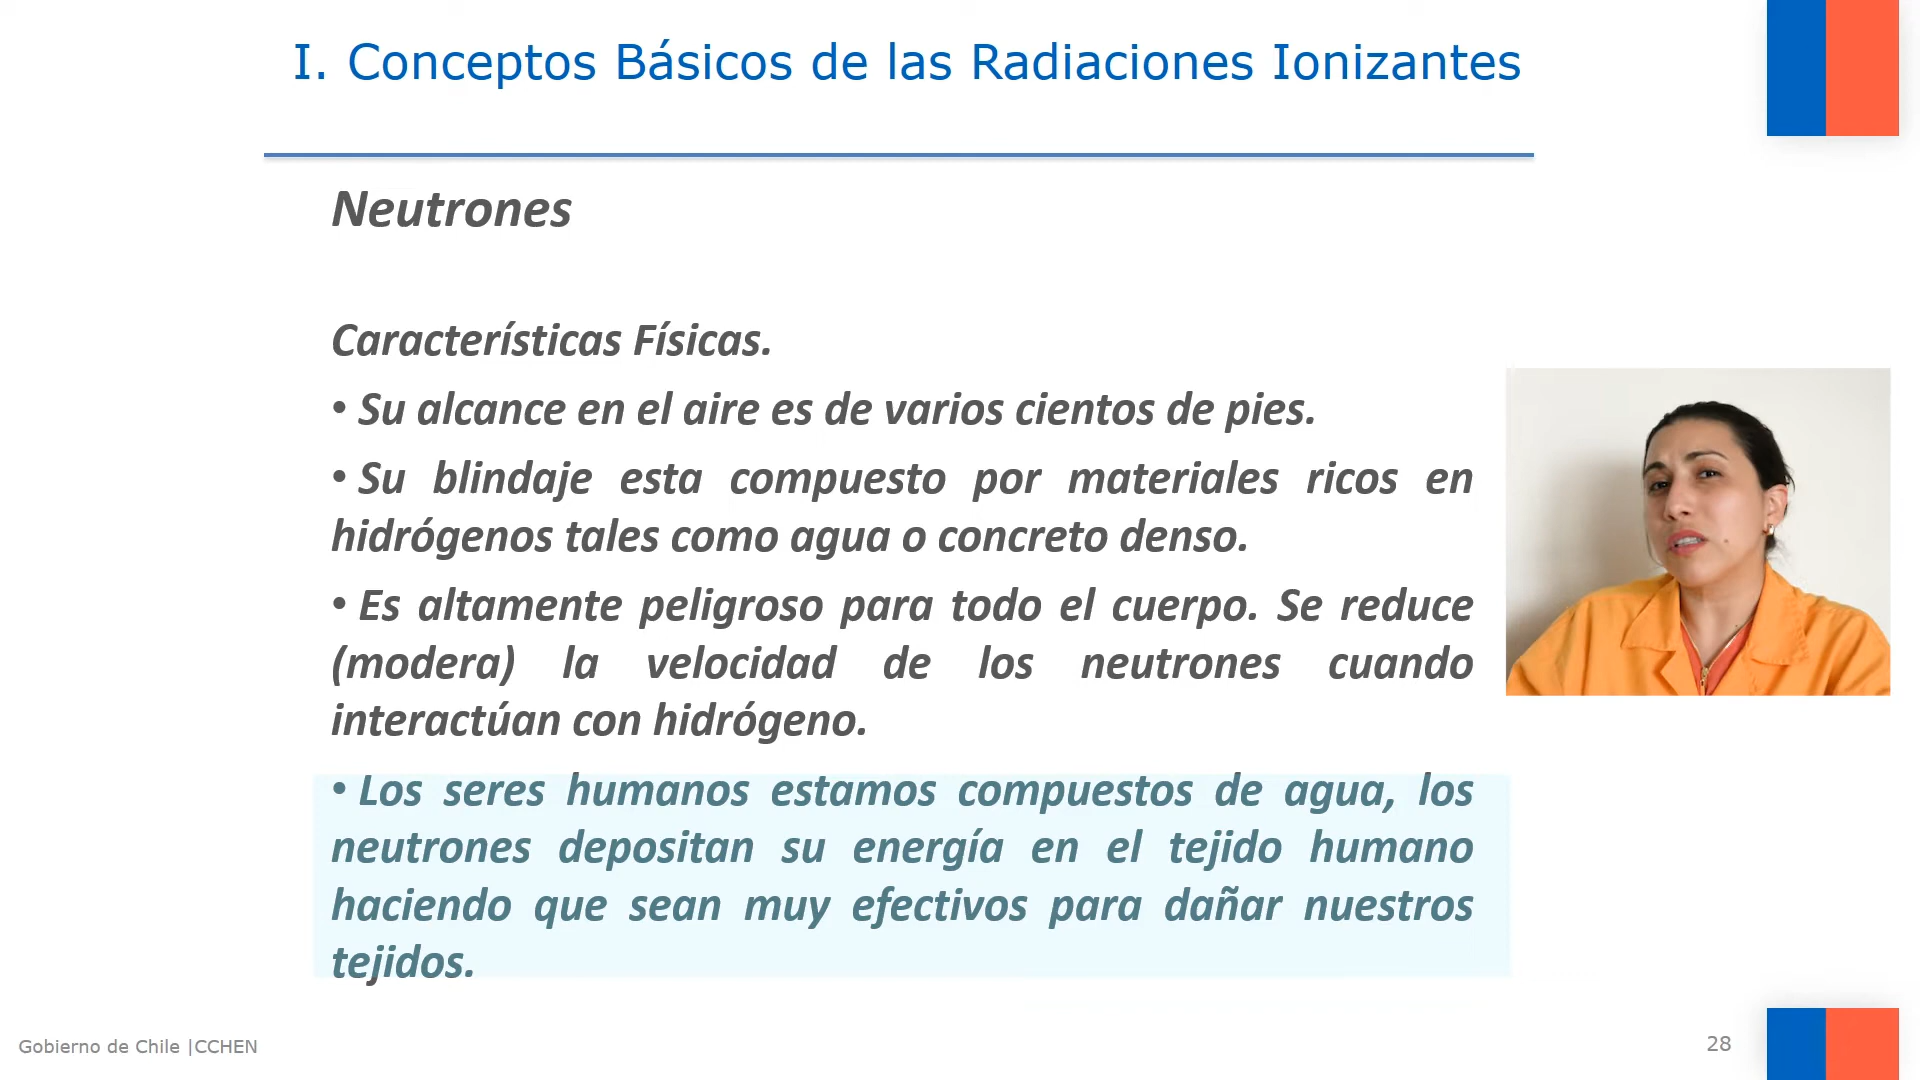 I. Conceptos Básicos de las Radiaciones Ionizantes
Neutrones
Características Físicas.
• Su alcance en el aire es de varios cientos de pies.
• Su blindaje esta compuesto por materiales ricos en
hidrógenos tales como agua o concreto denso.
• Es altamente peligroso para todo el cuerpo. Se reduce
(modera) la velocidad de los neutrones cuando
interactúan con hidrógeno.
• Los seres humanos estamos compuestos de agua, los
neutrones depositan su energía en el tejido humano
haciendo que sean muy efectivos para dañar nuestros
tejidos.
Gobierno de Chile |CCHEN
28